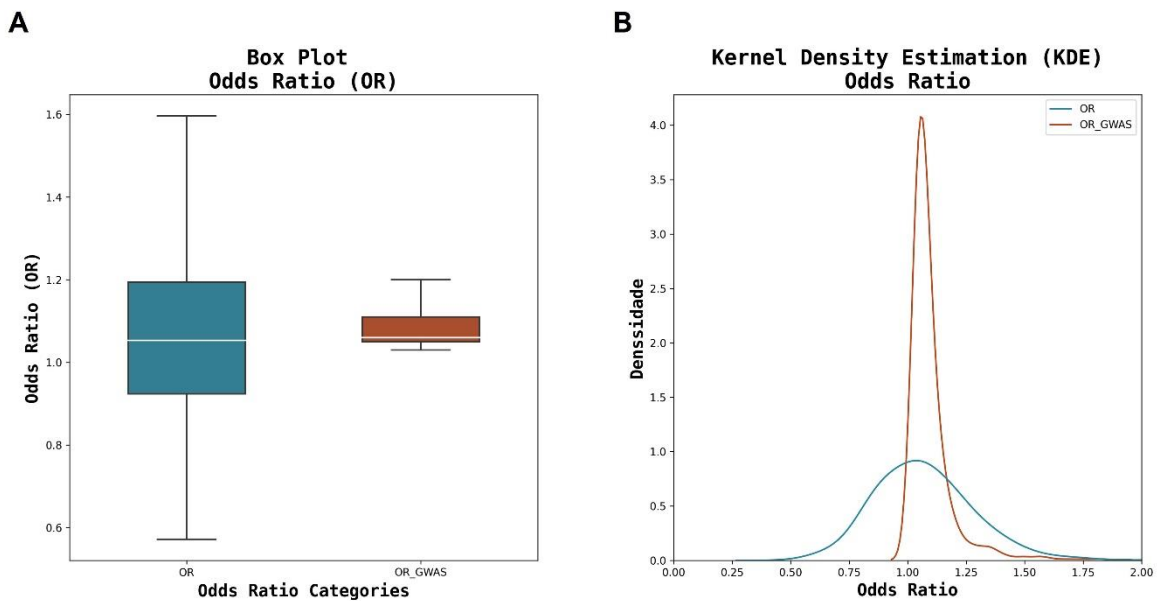 A
Box Plot
Odds Ratio (OR)
Odds Ratio (OR)
1.6
1.4
1.2
1.0
0.8
0.6
OR
OR_GWAS
Odds Ratio Categories
B
Kernel Density Estimation (KDE)
Odds Ratio
OR
OR_GWAS
Denssidade
4.0
3.5
3.0
2.5
2.0
1.5
1.0
0.5
0.0
0.00 0.25 0.50 0.75 1.00 1.25 1.50 1.75 2.00
Odds Ratio